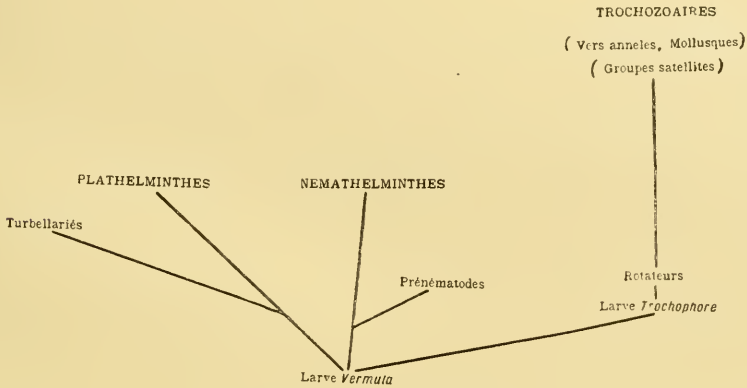 TROCHOZOAIRES
( Vers anneles, Mollusques)
( Groupes satellites )
PLATHELMINTHES
NEMATHELMINTHES
Turbellariés
Prénématodes
Rotateurs
Larve Trochophore
Larve Vermula